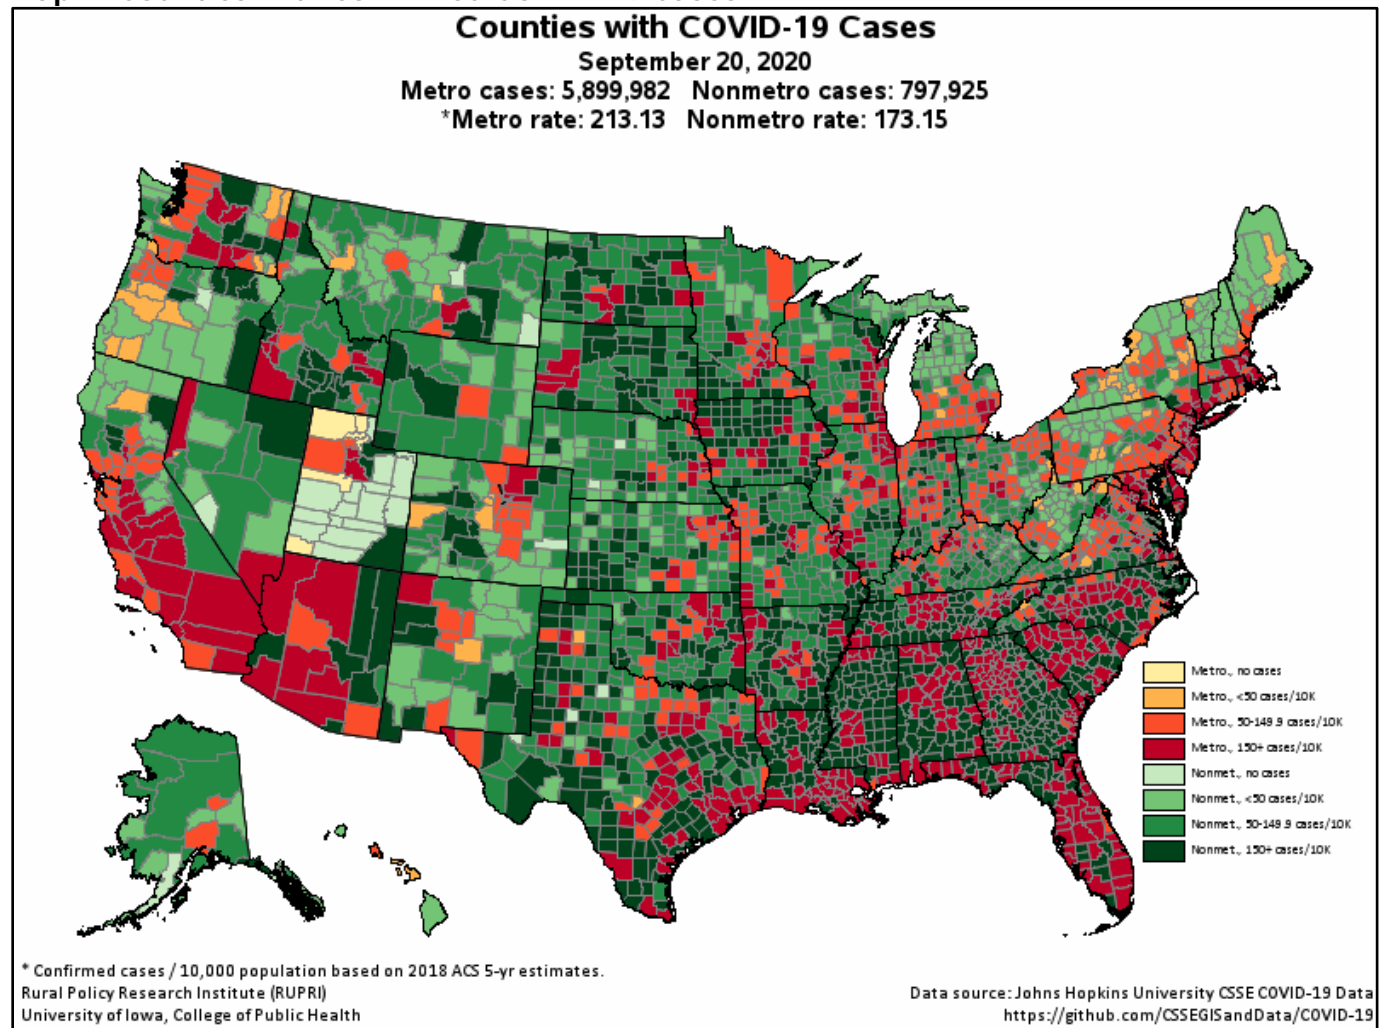 Counties with COVID-19 Cases
September 20, 2020
Metro cases: 5,899,982 Nonmetro cases: 797,925
*Metro rate: 213.13 Nonmetro rate: 173.15
Metro., no cases
Metro., <50 cases/10K
Metro., 50-149.9 cases/10K
Metro., 150+ cases/10K
Nonmet., no cases
Nonmet., <50 cases/10K
Nonmet., 50-149.9 cases/10K
Nonmet., 150+ cases/10K
* Confirmed cases / 10,000 population based on 2018 ACS 5-yr estimates.
Rural Policy Research Institute (RUPRI)
University of Iowa, College of Public Health
Data source: Johns Hopkins University CSSE COVID-19 Data
https://github.com/CSSEGISandData/COVID-19